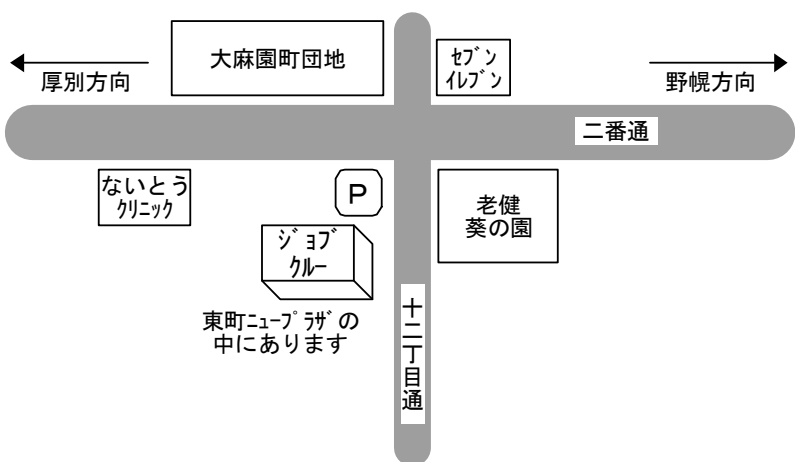 大麻園町団地
ｾﾌﾞﾝ
ｲﾚﾌﾞﾝ
厚別方向
野幌方向
二番通
ないとう
ｸﾘﾆｯｸ
P
老健
葵の園
ｼﾞｮﾌﾞ
ｸﾙｰ
東町ﾆｭｰﾌﾟﾗｻﾞの
中にあります
十二丁目通